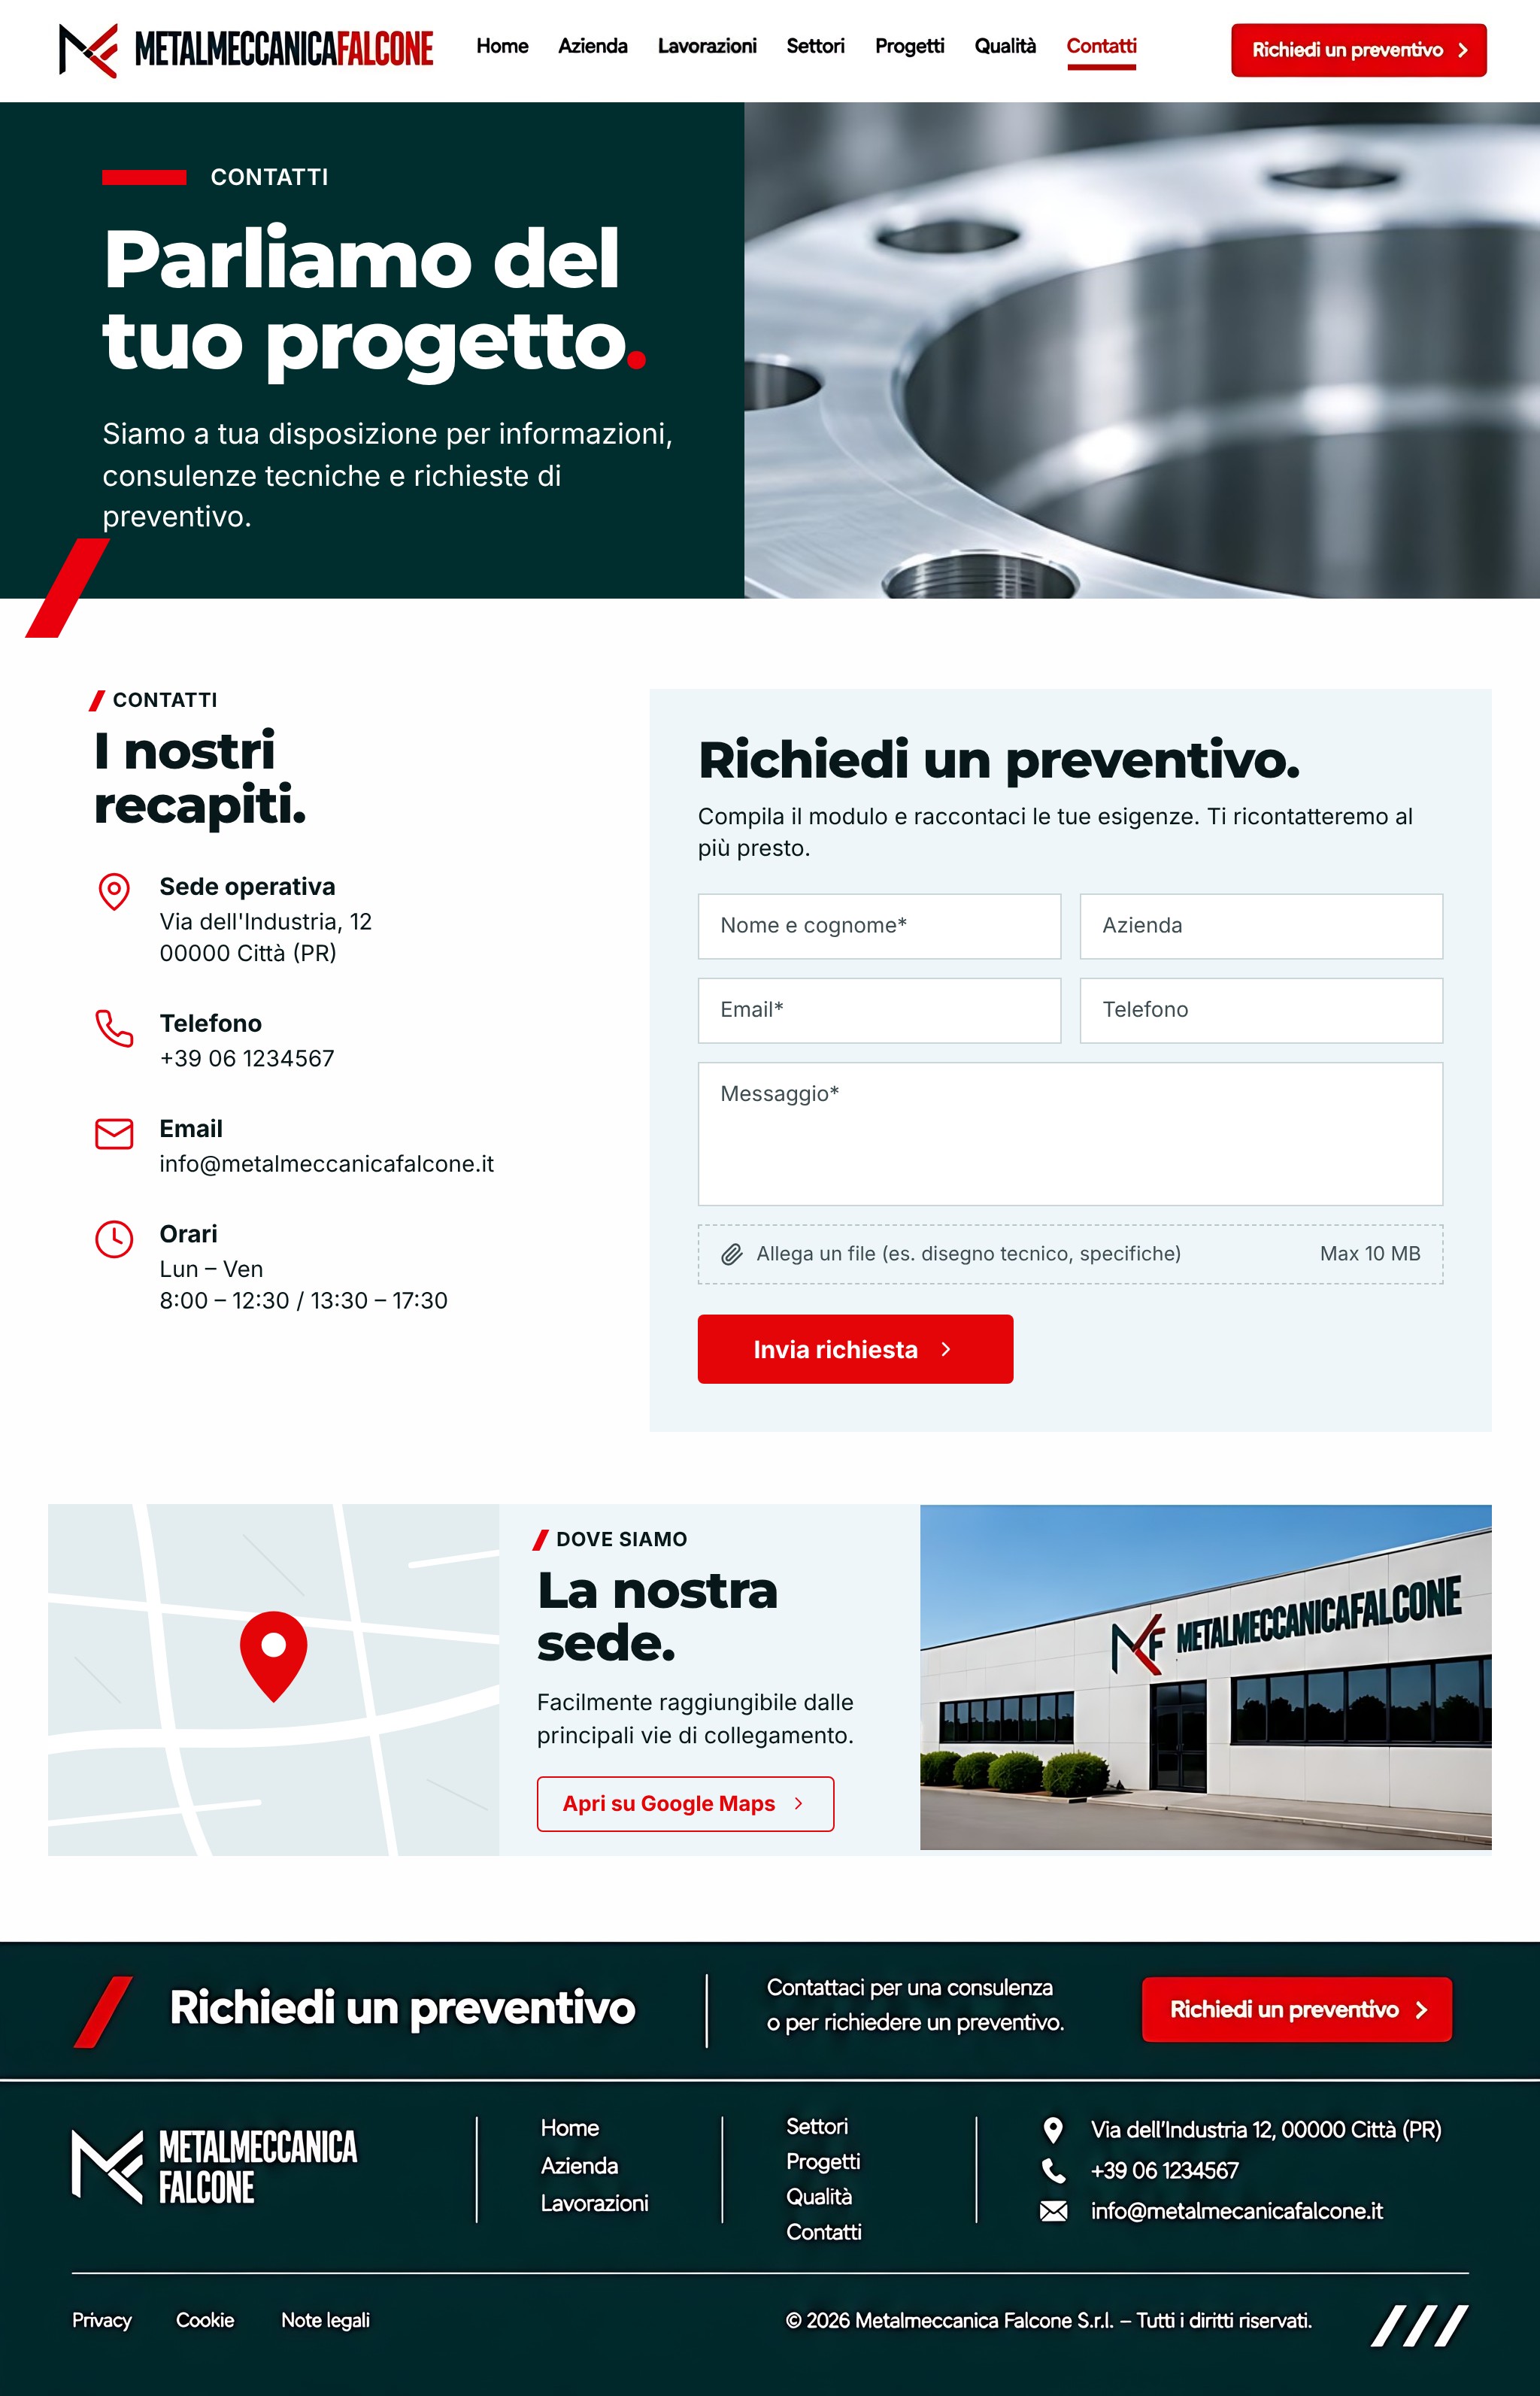 METALMECCANICAFALCONE
Home Azienda Lavorazioni Settori Progetti Qualità Contatti
Richiedi un preventivo
CONTATTI
Parliamo del
tuo progetto.
Siamo a tua disposizione per informazioni,
consulenze tecniche e richieste di
preventivo.
CONTATTI
I nostri
recapiti.
Sede operativa
Via dell'Industria, 12
00000 Città (PR)
Telefono
+39 06 1234567
Email
info@metalmeccanicafalcone.it
Orari
Lun – Ven
8:00 – 12:30 / 13:30 – 17:30
Richiedi un preventivo.
Compila il modulo e raccontaci le tue esigenze. Ti ricontatteremo al
più presto.
Nome e cognome*
Azienda
Email*
Telefono
Messaggio*
Allega un file (es. disegno tecnico, specifiche) Max 10 MB
Invia richiesta
DOVE SIAMO
La nostra
sede.
Facilmente raggiungibile dalle
principali vie di collegamento.
Apri su Google Maps
METALMECCANICAFALCONE
Richiedi un preventivo
Contattaci per una consulenza
o per richiedere un preventivo.
Richiedi un preventivo
METALMECCANICA
FALCONE
Home
Azienda
Lavorazioni
Settori
Progetti
Qualità
Contatti
Via dell'Industria 12, 00000 Città (PR)
+39 06 1234567
info@metalmecanicafalcone.it
Privacy Cookie Note legali
© 2026 Metalmeccanica Falcone S.r.l. – Tutti i diritti riservati.